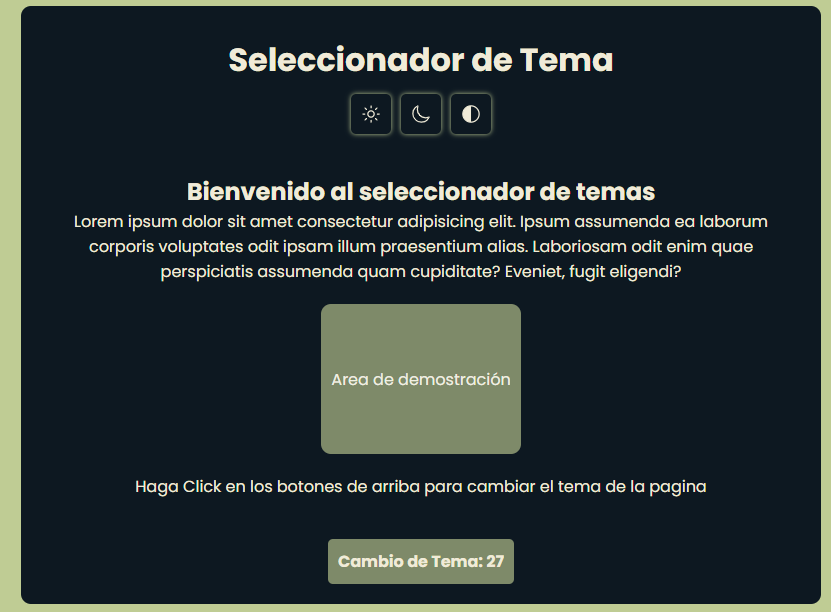 Seleccionador de Tema
Bienvenido al seleccionador de temas
Lorem ipsum dolor sit amet consectetur adipisicing elit. Ipsum assumenda ea laborum
corporis voluptates odit ipsam illum praesentium alias. Laboriosam odit enim quae
perspiciatis assumenda quam cupiditate? Eveniet, fugit eligendi?
Area de demostración
Haga Click en los botones de arriba para cambiar el tema de la pagina
Cambio de Tema: 27